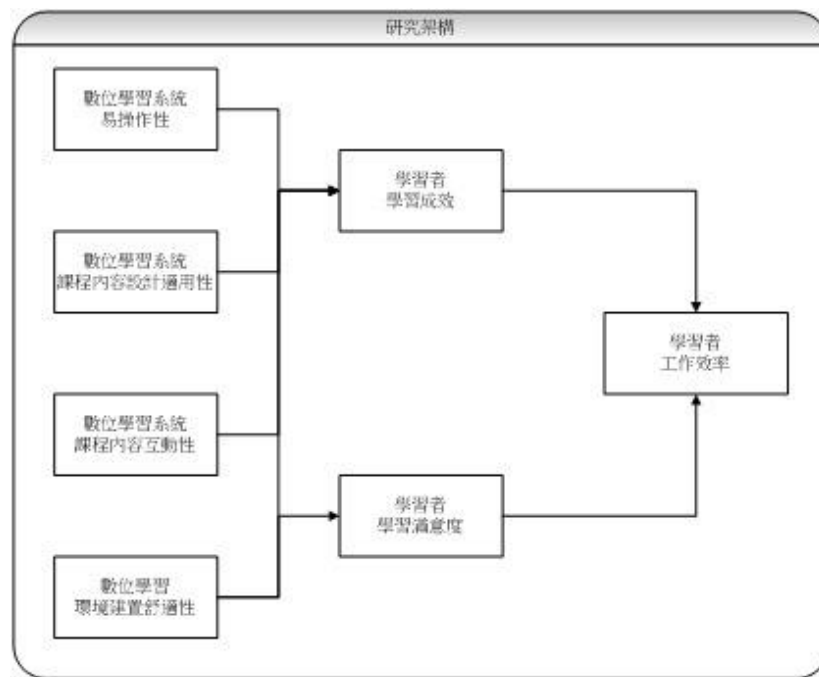 研究架構
數位學習系統
易操作性
數位學習系統
課程內容設計適用性
數位學習系統
課程內容互動性
數位學習
環境建置舒適性
學習者
學習成效
學習者
學習滿意度
學習者
工作效率